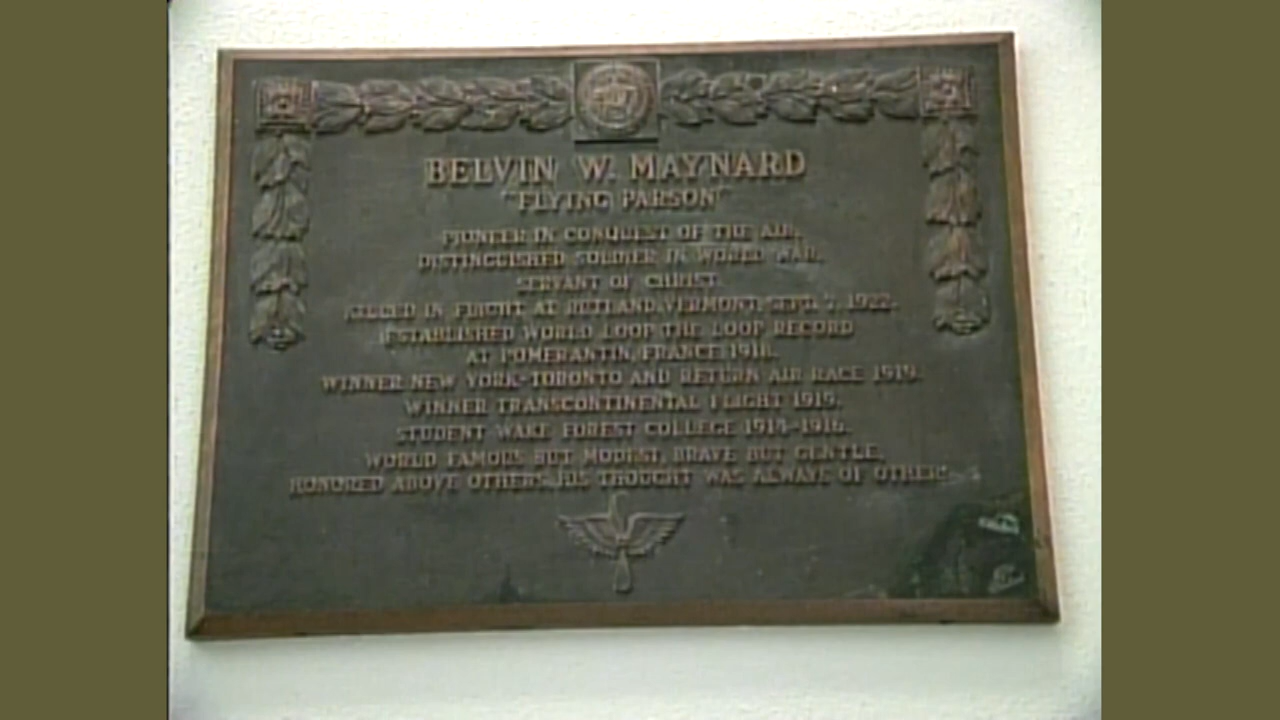 BELVIN W. MAYNARD
"FLYING PARSON"
PIONEER IN CONQUEST OF THE AIR.
DISTINGUISHED SOLDIER IN WORLD WAR.
SERVANT OF CHRIST.
KILLED IN FLIGHT AT RUTLAND, VERMONT, SEPT. 7, 1922.
ESTABLISHED WORLD LOOP THE LOOP RECORD
AT POMERANTIN, FRANCE 1918.
WINNER NEW YORK-TORONTO AND RETURN AIR RACE 1919.
WINNER TRANSCONTINENTAL FLIGHT 1919.
STUDENT WAKE FOREST COLLEGE 1914-1916.
WORLD FAMOUS BUT MODEST, BRAVE BUT GENTLE.
HONORED ABOVE OTHERS, HIS THOUGHT WAS ALWAYS OF OTHERS.